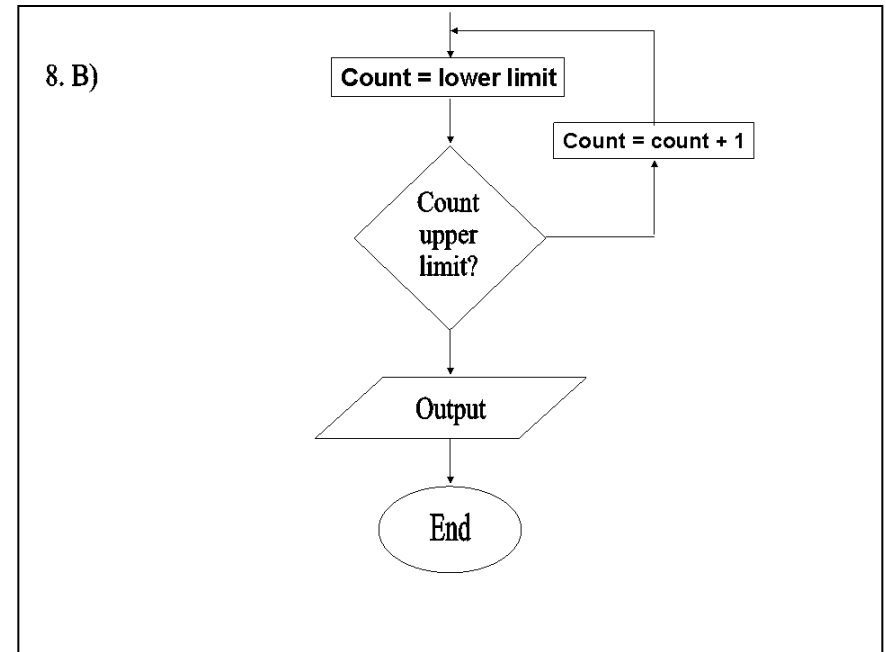 8. B)
Count = lower limit
Count = count + 1
Count
upper
limit?
Output
End